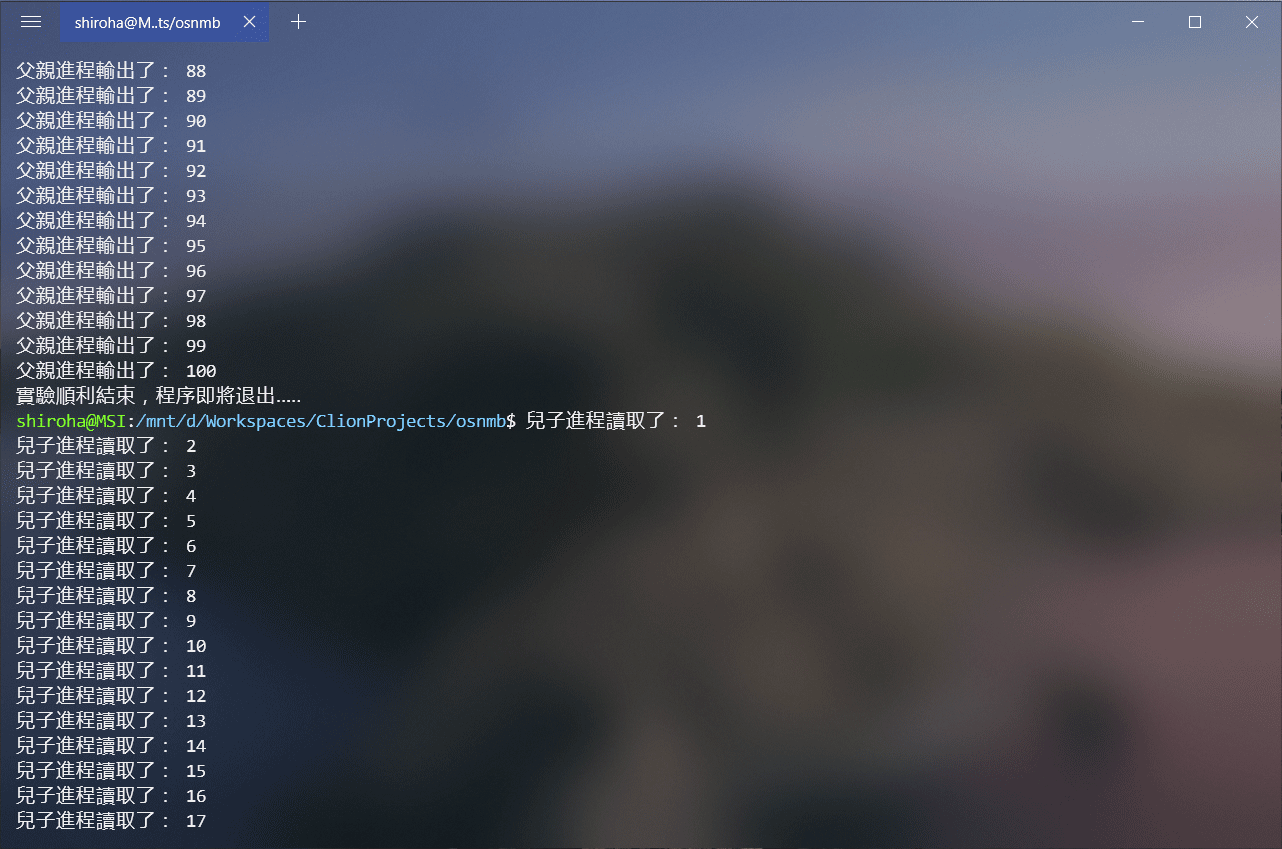 shiroha@M..ts/osnmb
父親進程輸出了： 88
父親進程輸出了： 89
父親進程輸出了： 90
父親進程輸出了： 91
父親進程輸出了： 92
父親進程輸出了： 93
父親進程輸出了： 94
父親進程輸出了： 95
父親進程輸出了： 96
父親進程輸出了： 97
父親進程輸出了： 98
父親進程輸出了： 99
父親進程輸出了： 100
實驗順利結束，程序即將退出.....
shiroha@MSI:/mnt/d/Workspaces/ClionProjects/osnmb$ 兒子進程讀取了： 1
兒子進程讀取了： 2
兒子進程讀取了： 3
兒子進程讀取了： 4
兒子進程讀取了： 5
兒子進程讀取了： 6
兒子進程讀取了： 7
兒子進程讀取了： 8
兒子進程讀取了： 9
兒子進程讀取了： 10
兒子進程讀取了： 11
兒子進程讀取了： 12
兒子進程讀取了： 13
兒子進程讀取了： 14
兒子進程讀取了： 15
兒子進程讀取了： 16
兒子進程讀取了： 17